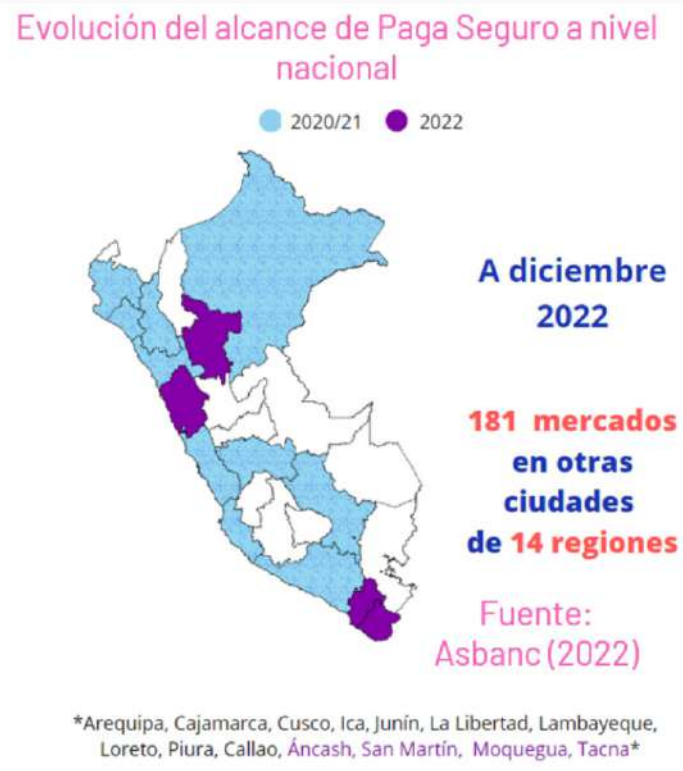 Evolución del alcance de Paga Seguro a nivel
nacional
2020/21 2022
A diciembre
2022
181 mercados
en otras
ciudades
de 14 regiones
Fuente:
Asbanc (2022)
*Arequipa, Cajamarca, Cusco, Ica, Junín, La Libertad, Lambayeque,
Loreto, Piura, Callao, Áncash, San Martín, Moquegua, Tacna*